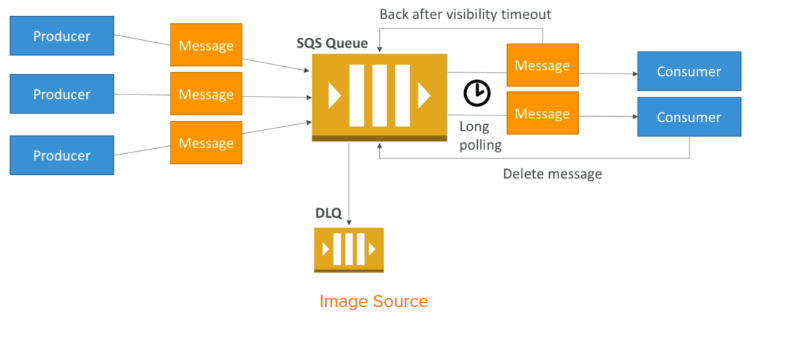 Back after visibility timeout
Producer
Message
SQS Queue
Message
Consumer
Producer
Message
Message
Consumer
Long
polling
Producer
Message
Delete message
DLQ
Image Source